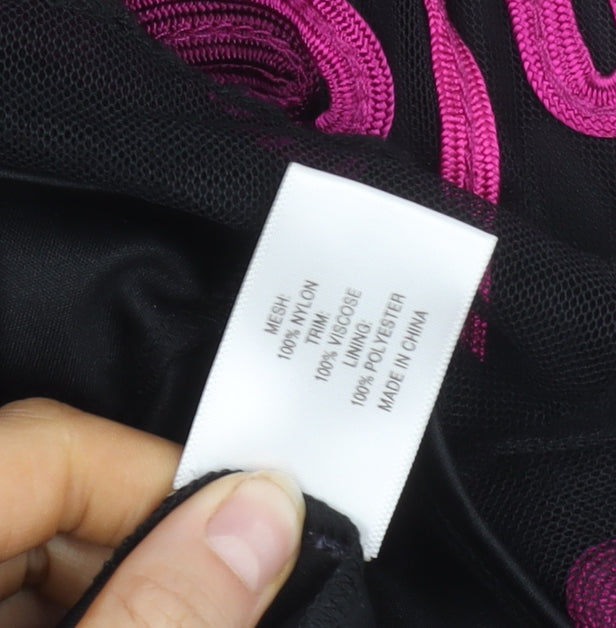 MESH:
100% NYLON
TRIM:
100% VISCOSE
LINING:
100% POLYESTER
MADE IN CHINA